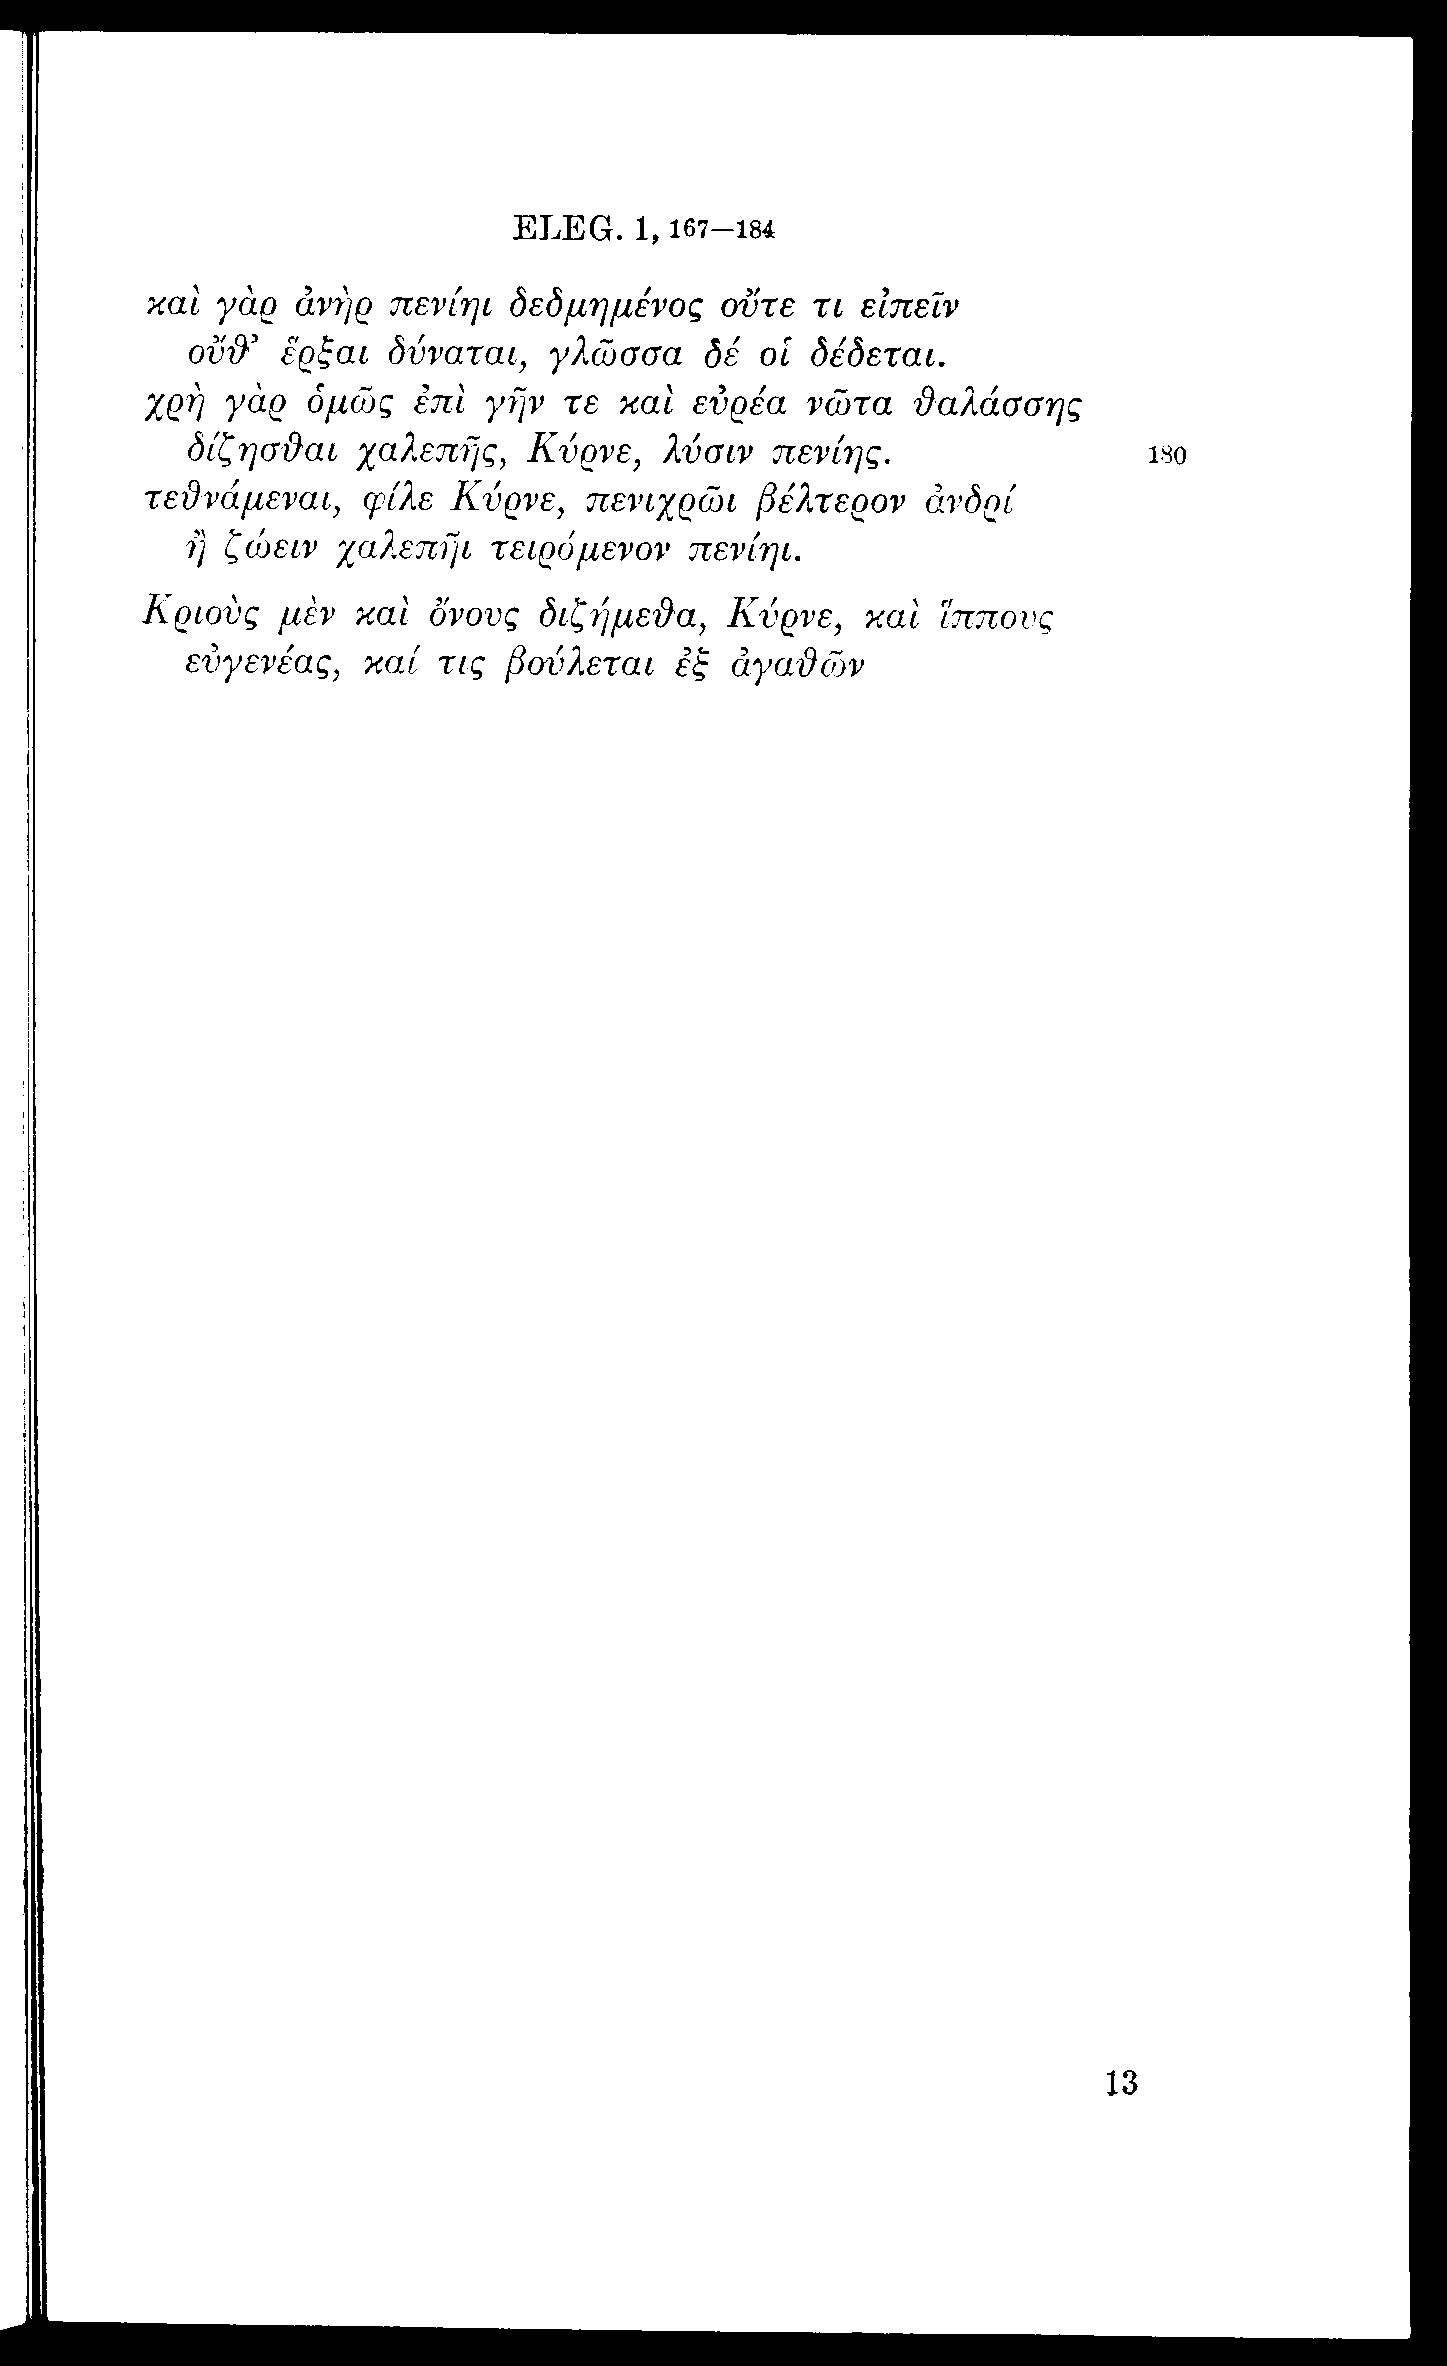 ELEG. 1, 167—184
καὶ γὰρ ἀνὴρ πενίηι δεδμημένος οὔτε τι εἰπεῖν
οὔϑ’ ἕρξαι δύναται, γλῶσσα δέ οἱ δέδεται.
χρὴ γὰρ ὁμῶς ἐπὶ γῆν τε καὶ εὐρέα νῶτα ϑαλάσσης
δίζησϑαι χαλεπῆς, Κύρνε, λύσιν πενίης. 180
τεϑνάμεναι, φίλε Κύρνε, πενιχρῶι βέλτερον ἀνδρί
ἢ ζώειν χαλεπῆι τειρόμενον πενίηι.
Κριοὺς μὲν καὶ ὄνους διζήμεϑα, Κύρνε, καὶ ἵππους
εὐγενέας, καί τις βούλεται ἐξ ἀγαϑῶν
13